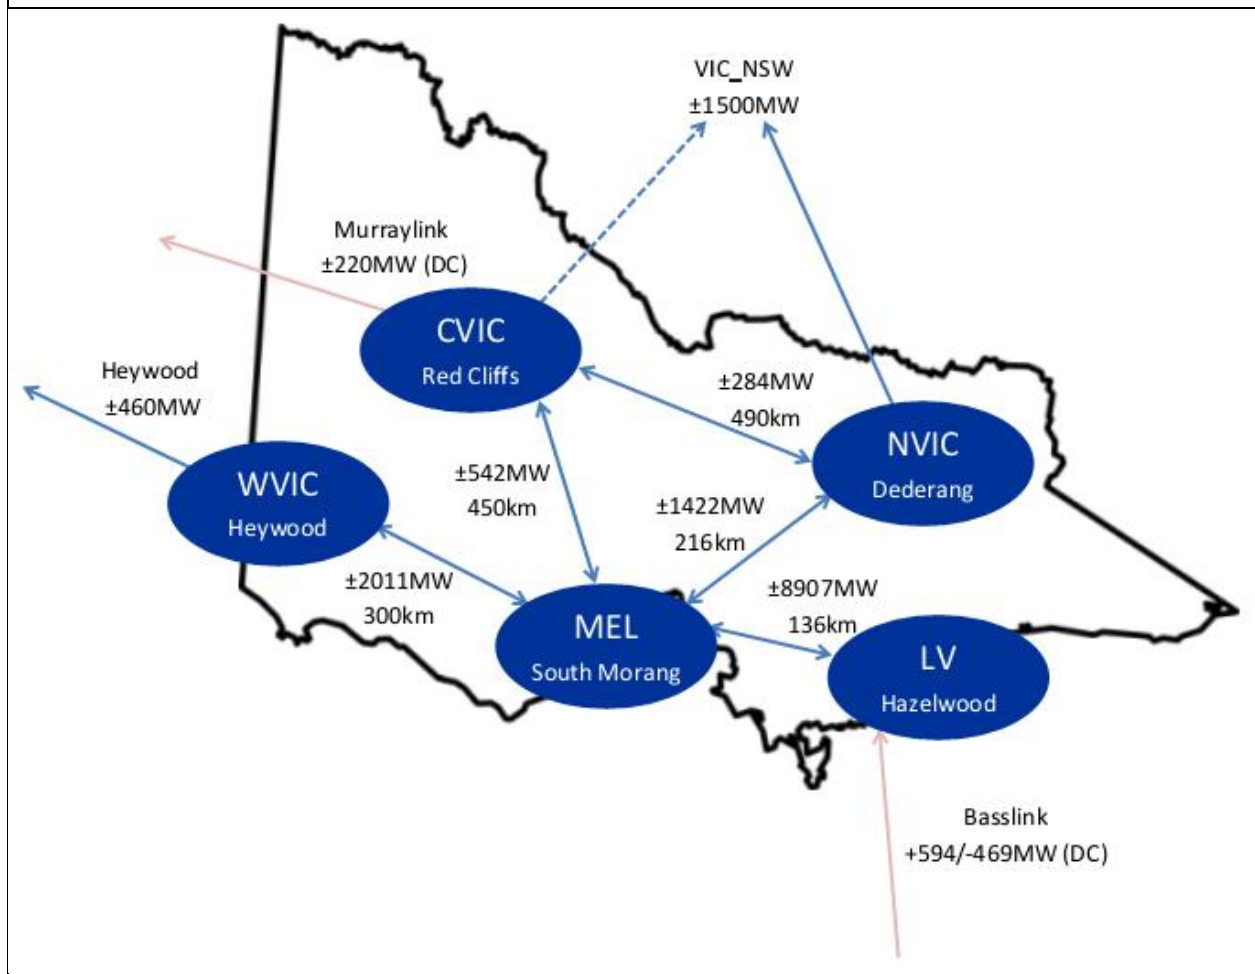 VIC_NSW
±1500MW
Murraylink
±220MW (DC)
CVIC
Red Cliffs
Heywood
±460MW
±284MW
490km
NVIC
Dederang
WVIC
Heywood
±542MW
450km
±1422MW
216km
±2011MW
300km
±8907MW
136km
MEL
South Morang
LV
Hazelwood
Basslink
+594/-469MW (DC)